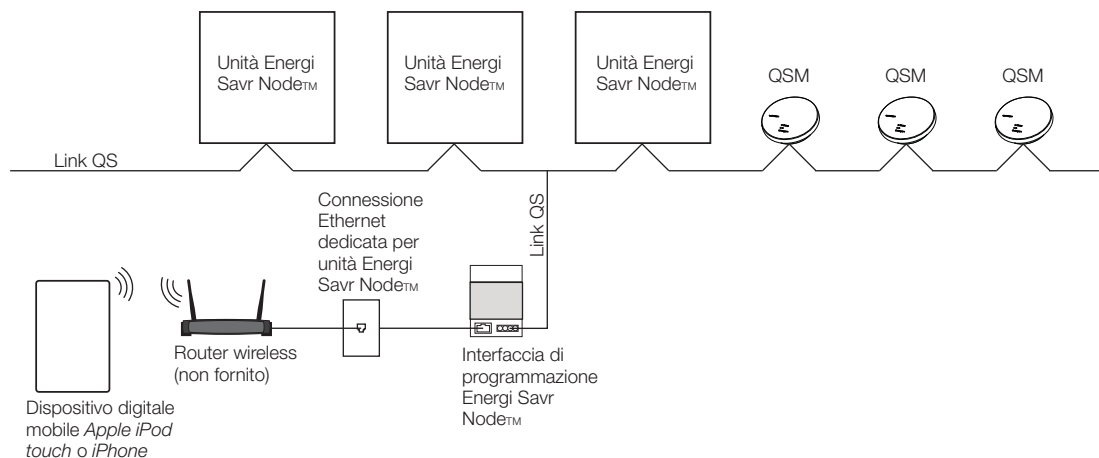 Unità Energi
Savr Node™
Unità Energi
Savr Node™
Unità Energi
Savr Node™
QSM
QSM
QSM
Link QS
Connessione
Ethernet
dedicata per
unità Energi
Savr Node™
Link QS
Router wireless
(non fornito)
Interfaccia di
programmazione
Energi Savr
Node™
Dispositivo digitale
mobile Apple iPod
touch o iPhone